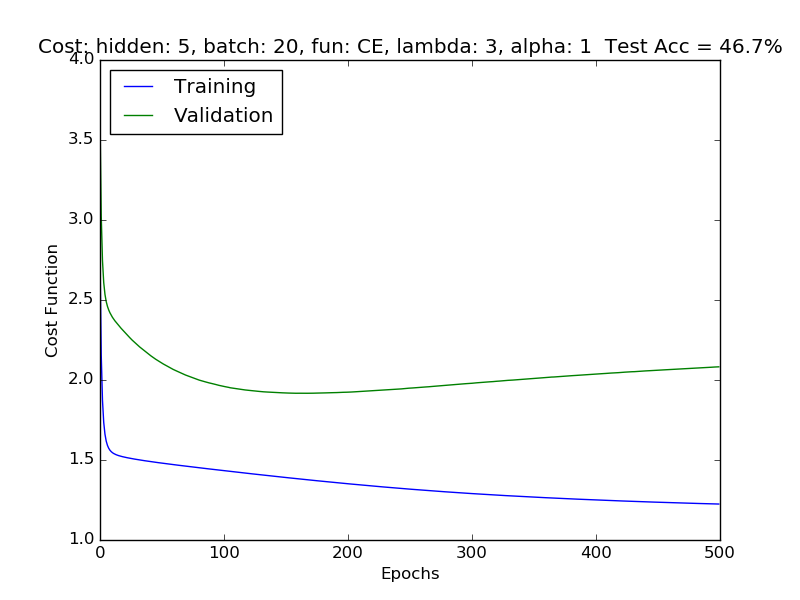 Cost: hidden: 5, batch: 20, fun: CE, lambda: 3, alpha: 1  Test Acc = 46.7%
4.0
3.5
3.0
2.5
2.0
1.5
1.0
Training
Validation
Cost Function
0 100 200 300 400 500
Epochs